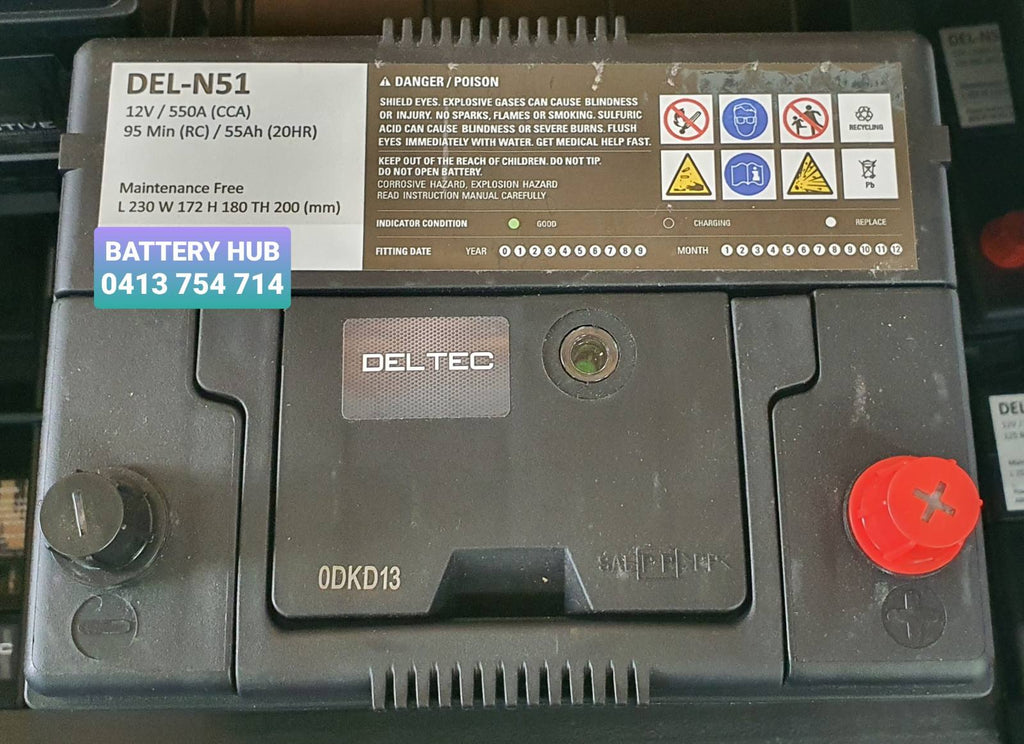 DEL-N51
12V / 550A (CCA)
95 Min (RC) / 55Ah (20HR)
Maintenance Free
L 230 W 172 H 180 TH 200 (mm)
BATTERY HUB
0413 754 714
DANGER / POISON
SHIELD EYES. EXPLOSIVE GASES CAN CAUSE BLINDNESS
OR INJURY. NO SPARKS, FLAMES OR SMOKING. SULFURIC
ACID CAN CAUSE BLINDNESS OR SEVERE BURNS. FLUSH
EYES IMMEDIATELY WITH WATER. GET MEDICAL HELP FAST.
KEEP OUT OF THE REACH OF CHILDREN. DO NOT TIP.
DO NOT OPEN BATTERY.
CORROSIVE HAZARD, EXPLOSION HAZARD
READ INSTRUCTION MANUAL CAREFULLY
RECYCLING
Pb
INDICATOR CONDITION GOOD CHARGING REPLACE
FITTING DATE YEAR 0 1 2 3 4 5 6 7 8 9 MONTH 1 2 3 4 5 6 7 8 9 10 11 12
DELTEC
0DKD13
DEL-N5
DEL
12V /